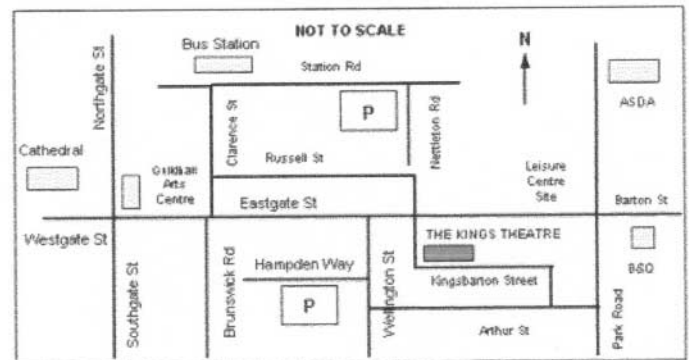 NOT TO SCALE
Bus Station
Station Rd
N
Northgate St
Clarence St
P
Nettleton Rd
ASDA
Cathedral
Russell St
Guildhall
Arts
Centre
Leisure
Centre
Site
Eastgate St
Barton St
Westgate St
THE KINGS THEATRE
Southgate St
Brunswick Rd
Hampden Way
P
Wellington St
Kingsbarton Street
B&Q
Arthur St
Park Road